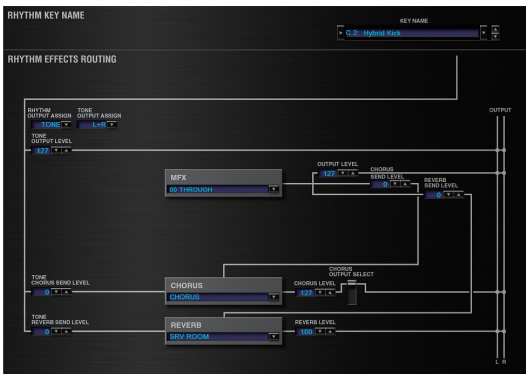 RHYTHM KEY NAME
KEY NAME
C 2: Hybrid Kick
RHYTHM EFFECTS ROUTING
OUTPUT
RHYTHM
OUTPUT ASSIGN
TONE
OUTPUT ASSIGN
TONE
L+R
TONE
OUTPUT LEVEL
127
MFX
00 THROUGH
OUTPUT LEVEL
127
CHORUS
SEND LEVEL
0
REVERB
SEND LEVEL
0
TONE
CHORUS SEND LEVEL
0
CHORUS
CHORUS
CHORUS LEVEL
127
CHORUS
OUTPUT SELECT
TONE
REVERB SEND LEVEL
0
REVERB
SRV ROOM
REVERB LEVEL
100
L R